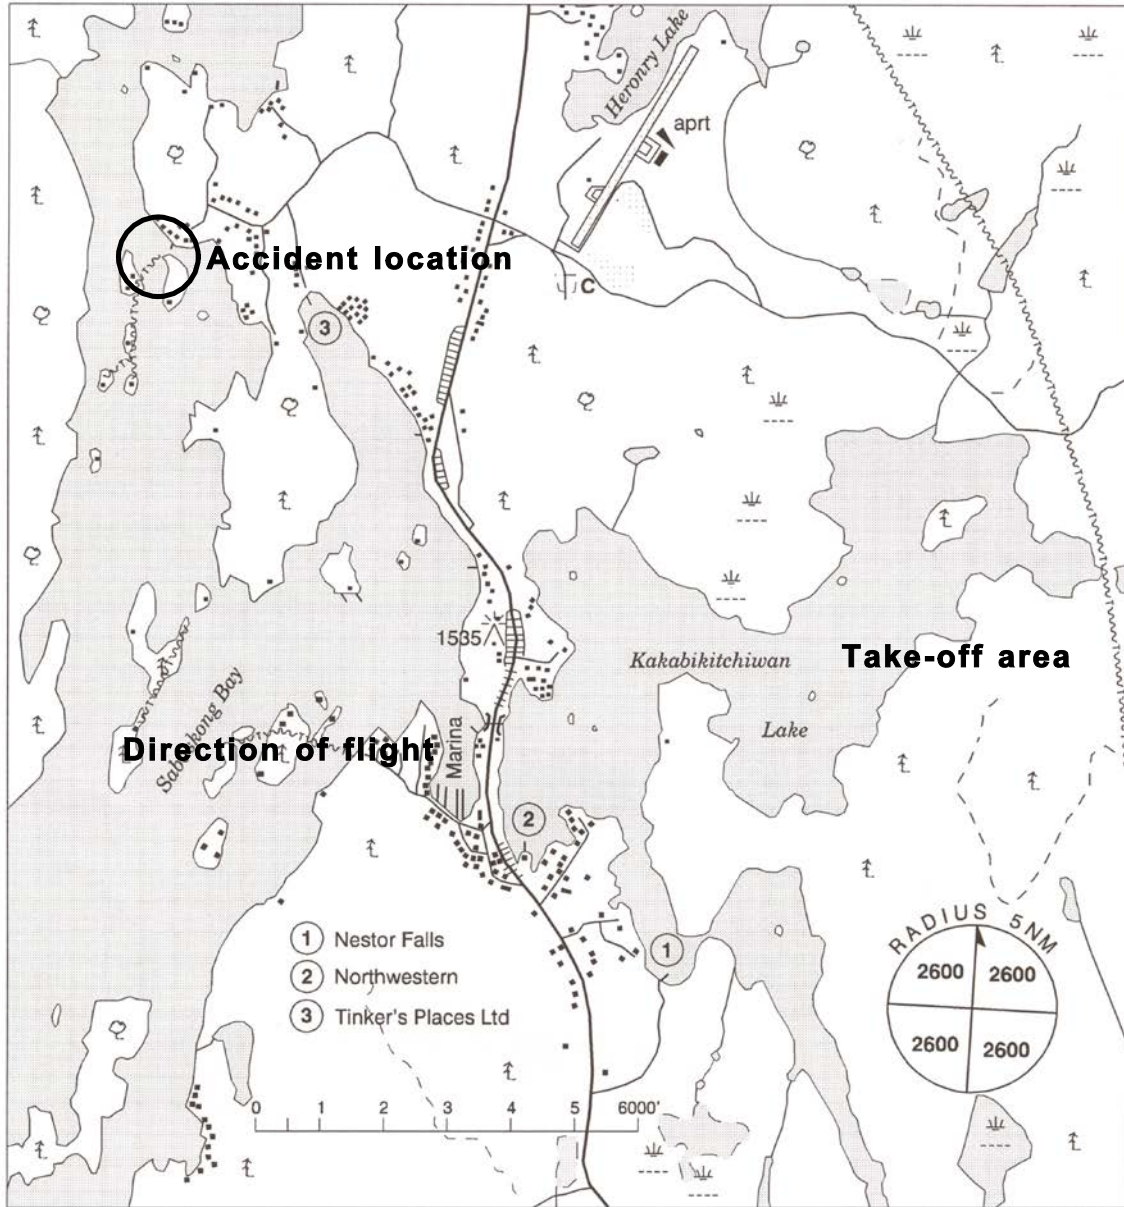 Heronry Lake
aprt
Accident location
C
3
1535
Kakabikitchiwan
Take-off area
Lake
Sabaskong Bay
Direction of flight
Marina
2
1 Nestor Falls
1
2 Northwestern
3 Tinker's Places Ltd
RADIUS 5NM
2600 2600
2600 2600
0 1 2 3 4 5 6000'